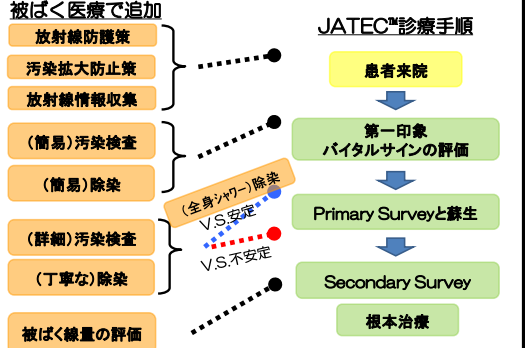 被ばく医療で追加
放射線防護策
汚染拡大防止策
放射線情報収集
(簡易)汚染検査
(簡易)除染
(全身シャワー)除染
(詳細)汚染検査
(丁寧な)除染
V.S.安定
V.S.不安定
被ばく線量の評価
JATEC™診療手順
患者来院
第一印象
バイタルサインの評価
Primary Surveyと蘇生
Secondary Survey
根本治療